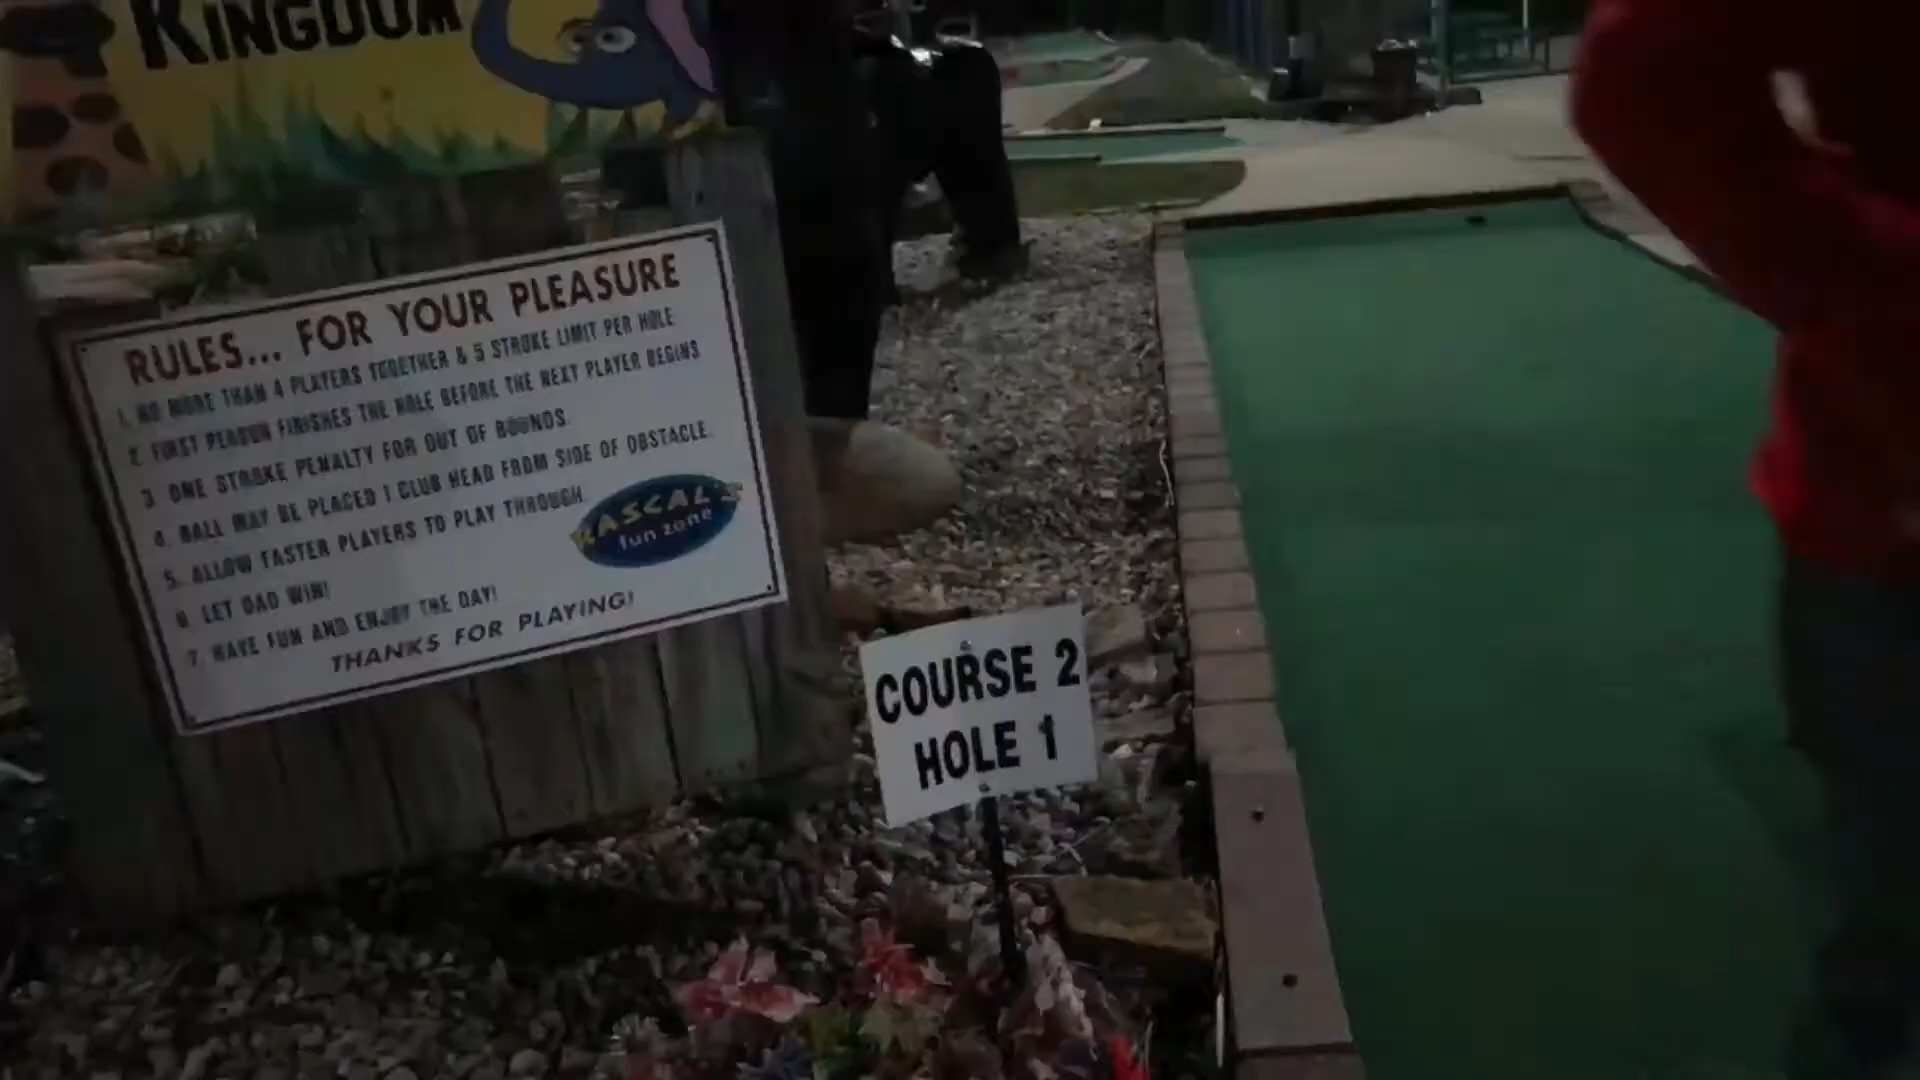 KINGDOM
RULES... FOR YOUR PLEASURE
1. NO MORE THAN 4 PLAYERS TOGETHER & 5 STROKE LIMIT PER HOLE
2. FIRST PERSON FINISHES THE HOLE BEFORE THE NEXT PLAYER BEGINS
3. ONE STROKE PENALTY FOR OUT OF BOUNDS.
4. BALL MAY BE PLACED 1 CLUB HEAD FROM SIDE OF OBSTACLE.
5. ALLOW FASTER PLAYERS TO PLAY THROUGH
6. LET DAD WIN!
7. HAVE FUN AND ENJOY THE DAY!
THANKS FOR PLAYING!
RASCAL'S
fun zone
COURSE 2
HOLE 1